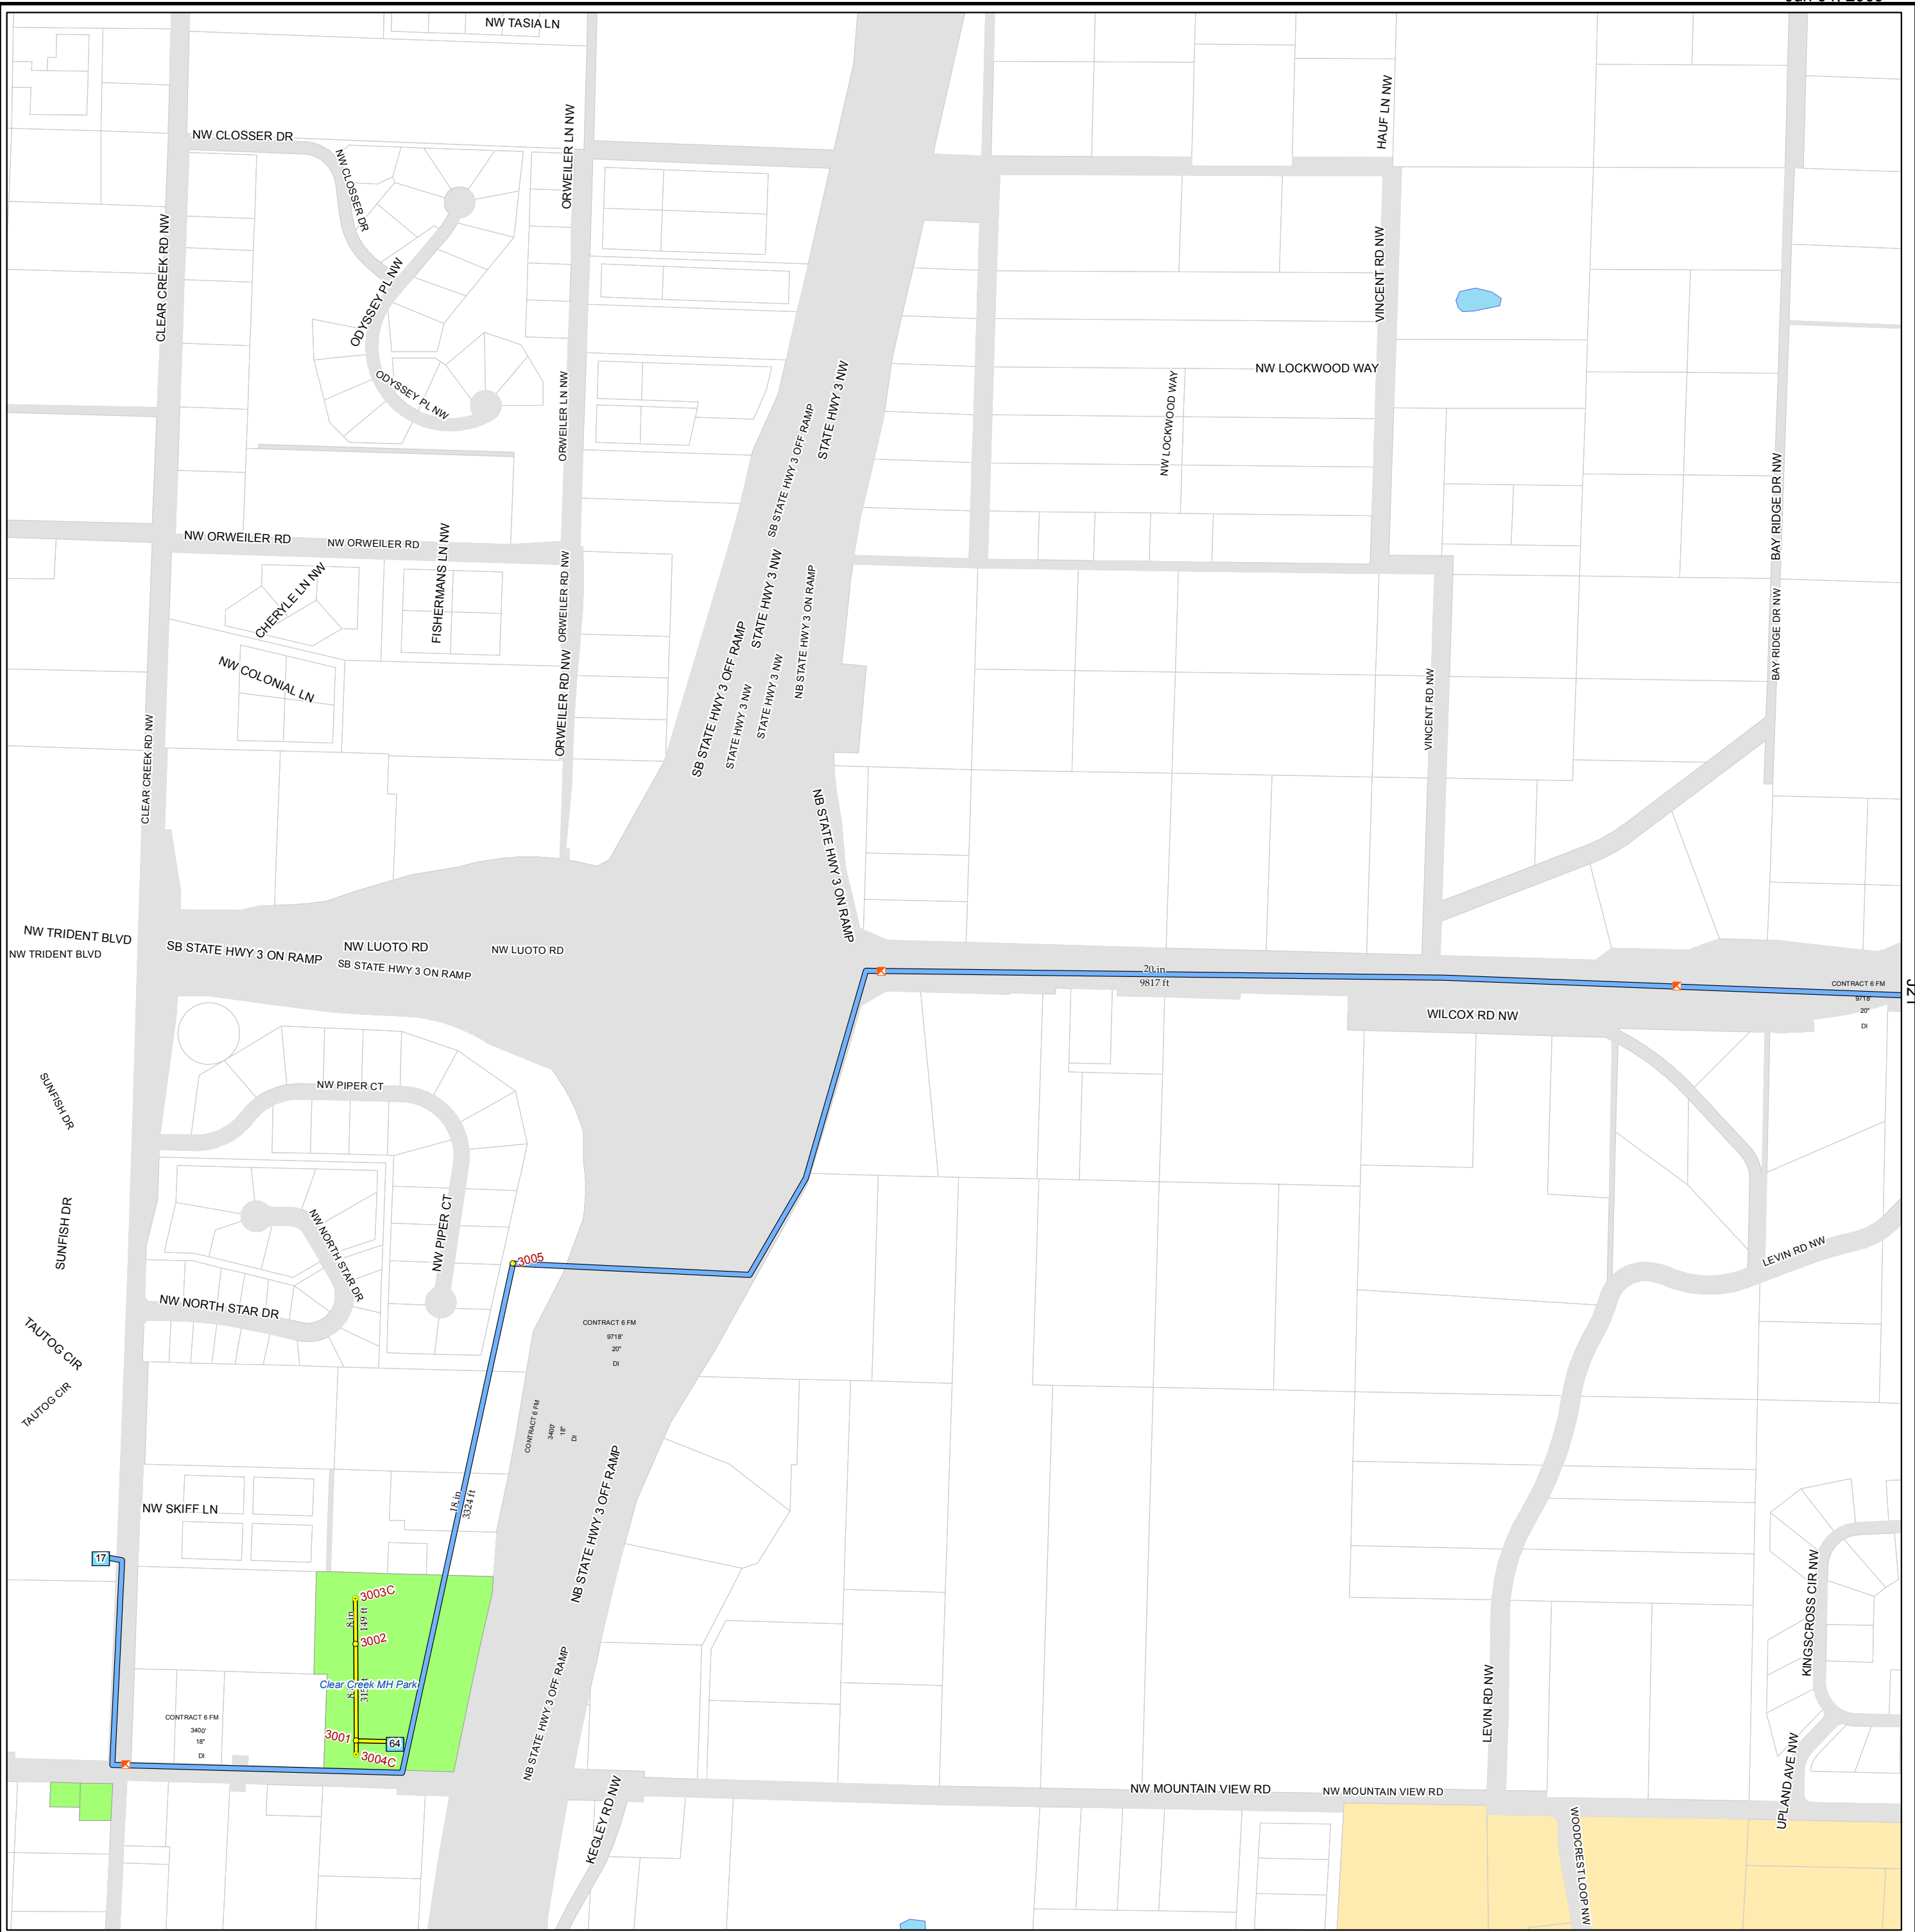 NW TASIA LN
NW CLOSSER DR
NW CLOSSER DR
ORWEILER LN NW
HAUF LN NW
CLEAR CREEK RD NW
ODYSSEY PL NW
ODYSSEY PL NW
VINCENT RD NW
NW LOCKWOOD WAY
NW LOCKWOOD WAY
ORWEILER LN NW
SB STATE HWY 3 OFF RAMP
STATE HWY 3 NW
BAY RIDGE DR NW
NW ORWEILER RD
NW ORWEILER RD
FISHERMANS LN NW
CHERYLE LN NW
ORWEILER RD NW
STATE HWY 3 NW
NB STATE HWY 3 ON RAMP
BAY RIDGE DR NW
NW COLONIAL LN
ORWEILER RD NW
SB STATE HWY 3 OFF RAMP
STATE HWY 3 NW
STATE HWY 3 NW
VINCENT RD NW
CLEAR CREEK RD NW
NB STATE HWY 3 ON RAMP
NW TRIDENT BLVD
NW TRIDENT BLVD
SB STATE HWY 3 ON RAMP
NW LUOTO RD
NW LUOTO RD
SB STATE HWY 3 ON RAMP
20 in
9817 ft
CONTRACT 6 FM
9718'
20"
DI
WILCOX RD NW
SUNFISH DR
NW PIPER CT
SUNFISH DR
NW NORTH STAR DR
NW PIPER CT
3005
LEVIN RD NW
NW NORTH STAR DR
TAUTOG CIR
TAUTOG CIR
CONTRACT 6 FM
9718'
20"
DI
CONTRACT 6 FM
3400'
18"
DI
NB STATE HWY 3 OFF RAMP
18 in
3324 ft
NW SKIFF LN
17
3003C
8 in
149 ft
3002
Clear Creek MH Park
3001
64
3004C
CONTRACT 6 FM
3400'
18"
DI
NB STATE HWY 3 OFF RAMP
LEVIN RD NW
KINGSCROSS CIR NW
UPLAND AVE NW
NW MOUNTAIN VIEW RD
NW MOUNTAIN VIEW RD
KEGLEY RD NW
WOODCREST LOOP NW